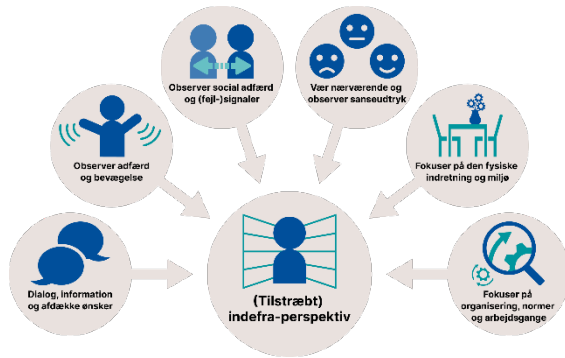 Observer social adfærd
og (fejl-)signaler
Vær nærværende og
observer sanseudtryk
Observer adfærd
og bevægelse
Fokuser på den fysiske
indretning og miljø
Dialog, information
og afdække ønsker
(Tilstræbt)
indefra-perspektiv
Fokuser på
organisering, normer
og arbejdsgange